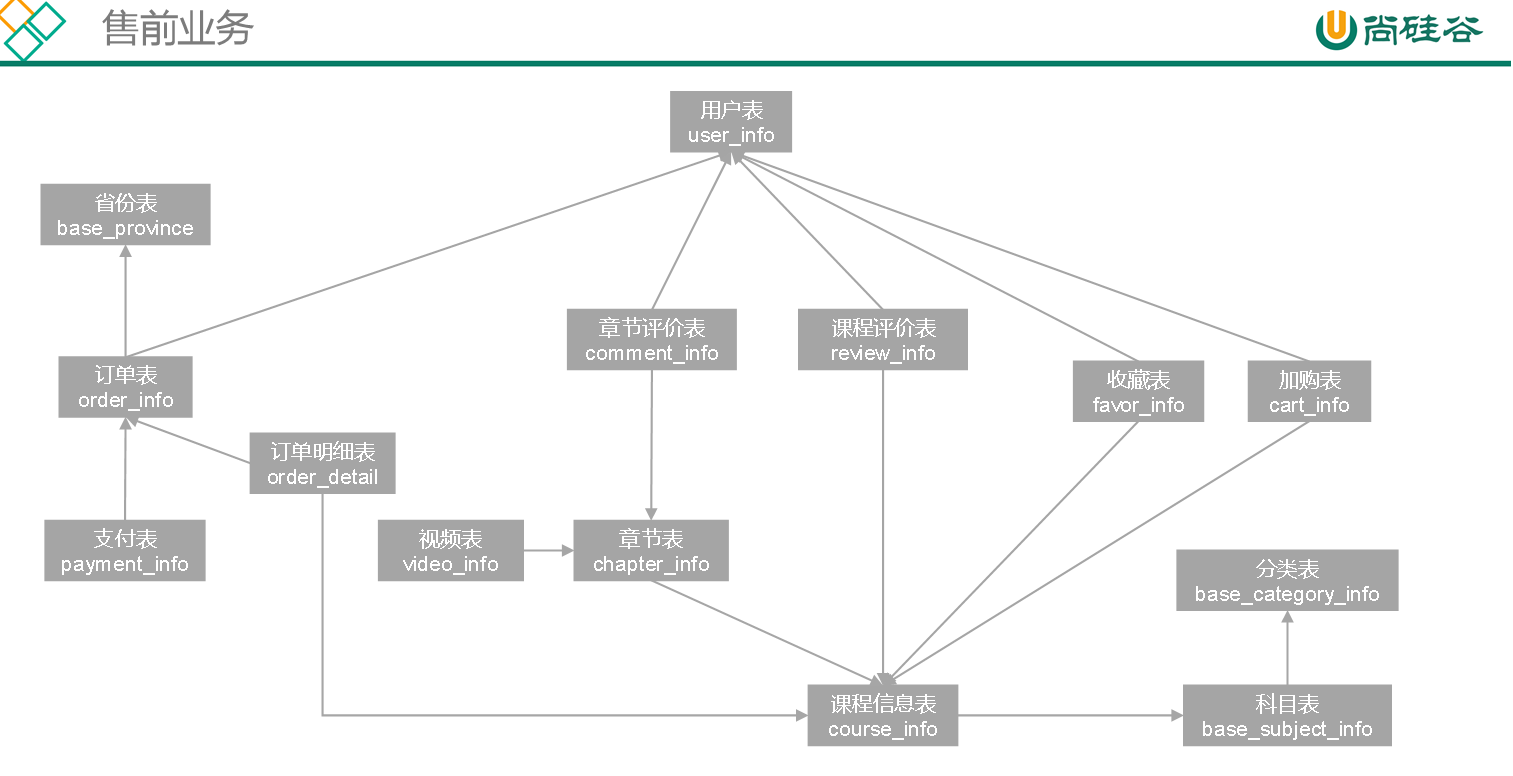 售前业务
尚硅谷
用户表
user_info
省份表
base_province
章节评价表
comment_info
课程评价表
review_info
订单表
order_info
收藏表
favor_info
加购表
cart_info
订单明细表
order_detail
支付表
payment_info
视频表
video_info
章节表
chapter_info
分类表
base_category_info
课程信息表
course_info
科目表
base_subject_info